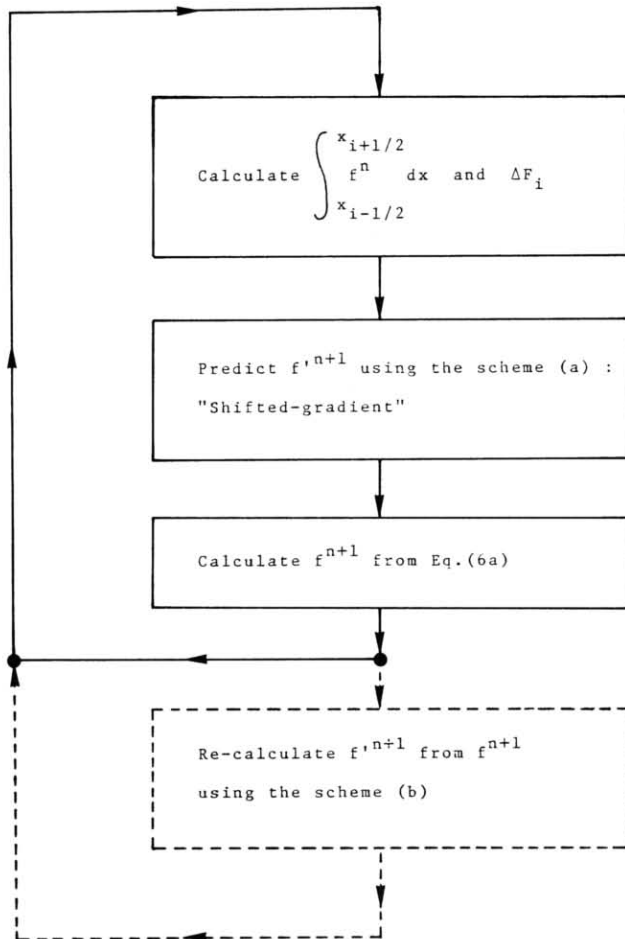 Calculate ∫ x_{i-1/2} ^{x_{i+1/2}} f^n dx and ΔF_i
Predict f'^{n+1} using the scheme (a) :
"Shifted-gradient"
Calculate f^{n+1} from Eq.(6a)
Re-calculate f'^{n+1} from f^{n+1}
using the scheme (b)